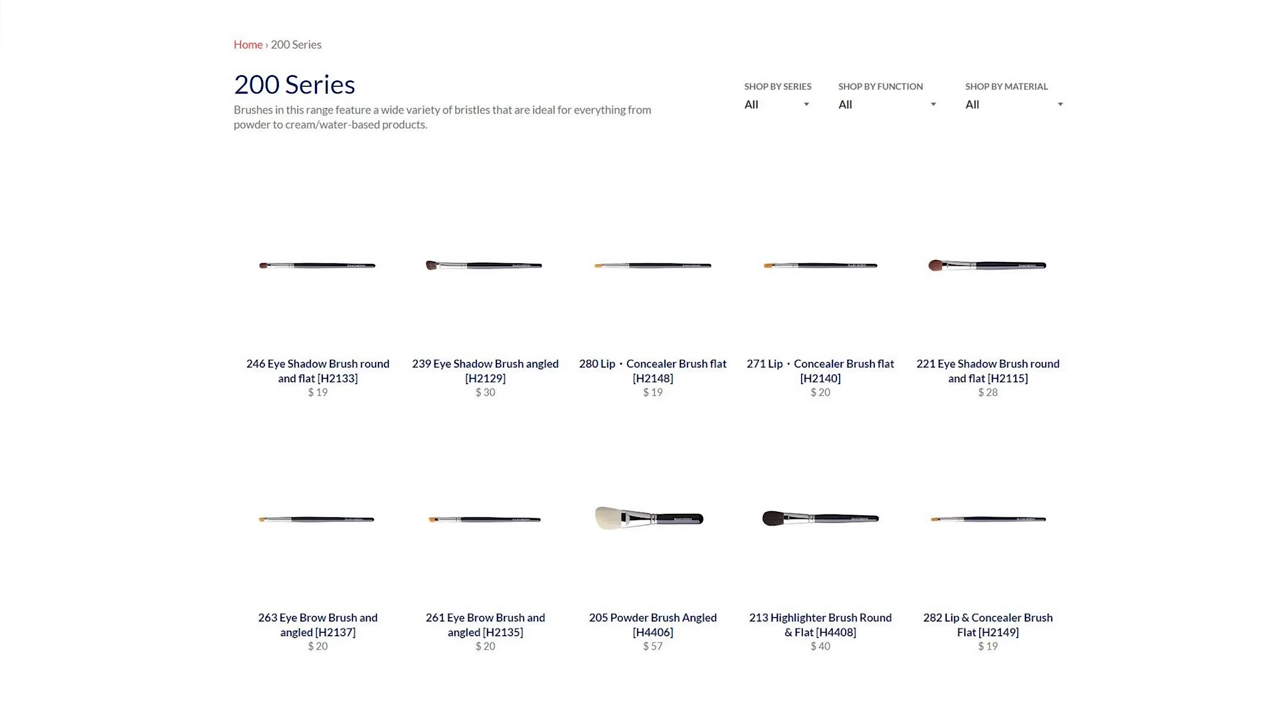 Home › 200 Series
200 Series
Brushes in this range feature a wide variety of bristles that are ideal for everything from
powder to cream/water-based products.
SHOP BY SERIES
All
SHOP BY FUNCTION
All
SHOP BY MATERIAL
All
246 Eye Shadow Brush round
and flat [H2133]
$ 19
239 Eye Shadow Brush angled
[H2129]
$ 30
280 Lip・Concealer Brush flat
[H2148]
$ 19
271 Lip・Concealer Brush flat
[H2140]
$ 20
221 Eye Shadow Brush round
and flat [H2115]
$ 28
263 Eye Brow Brush and
angled [H2137]
$ 20
261 Eye Brow Brush and
angled [H2135]
$ 20
205 Powder Brush Angled
[H4406]
$ 57
213 Highlighter Brush Round
& Flat [H4408]
$ 40
282 Lip & Concealer Brush
Flat [H2149]
$ 19